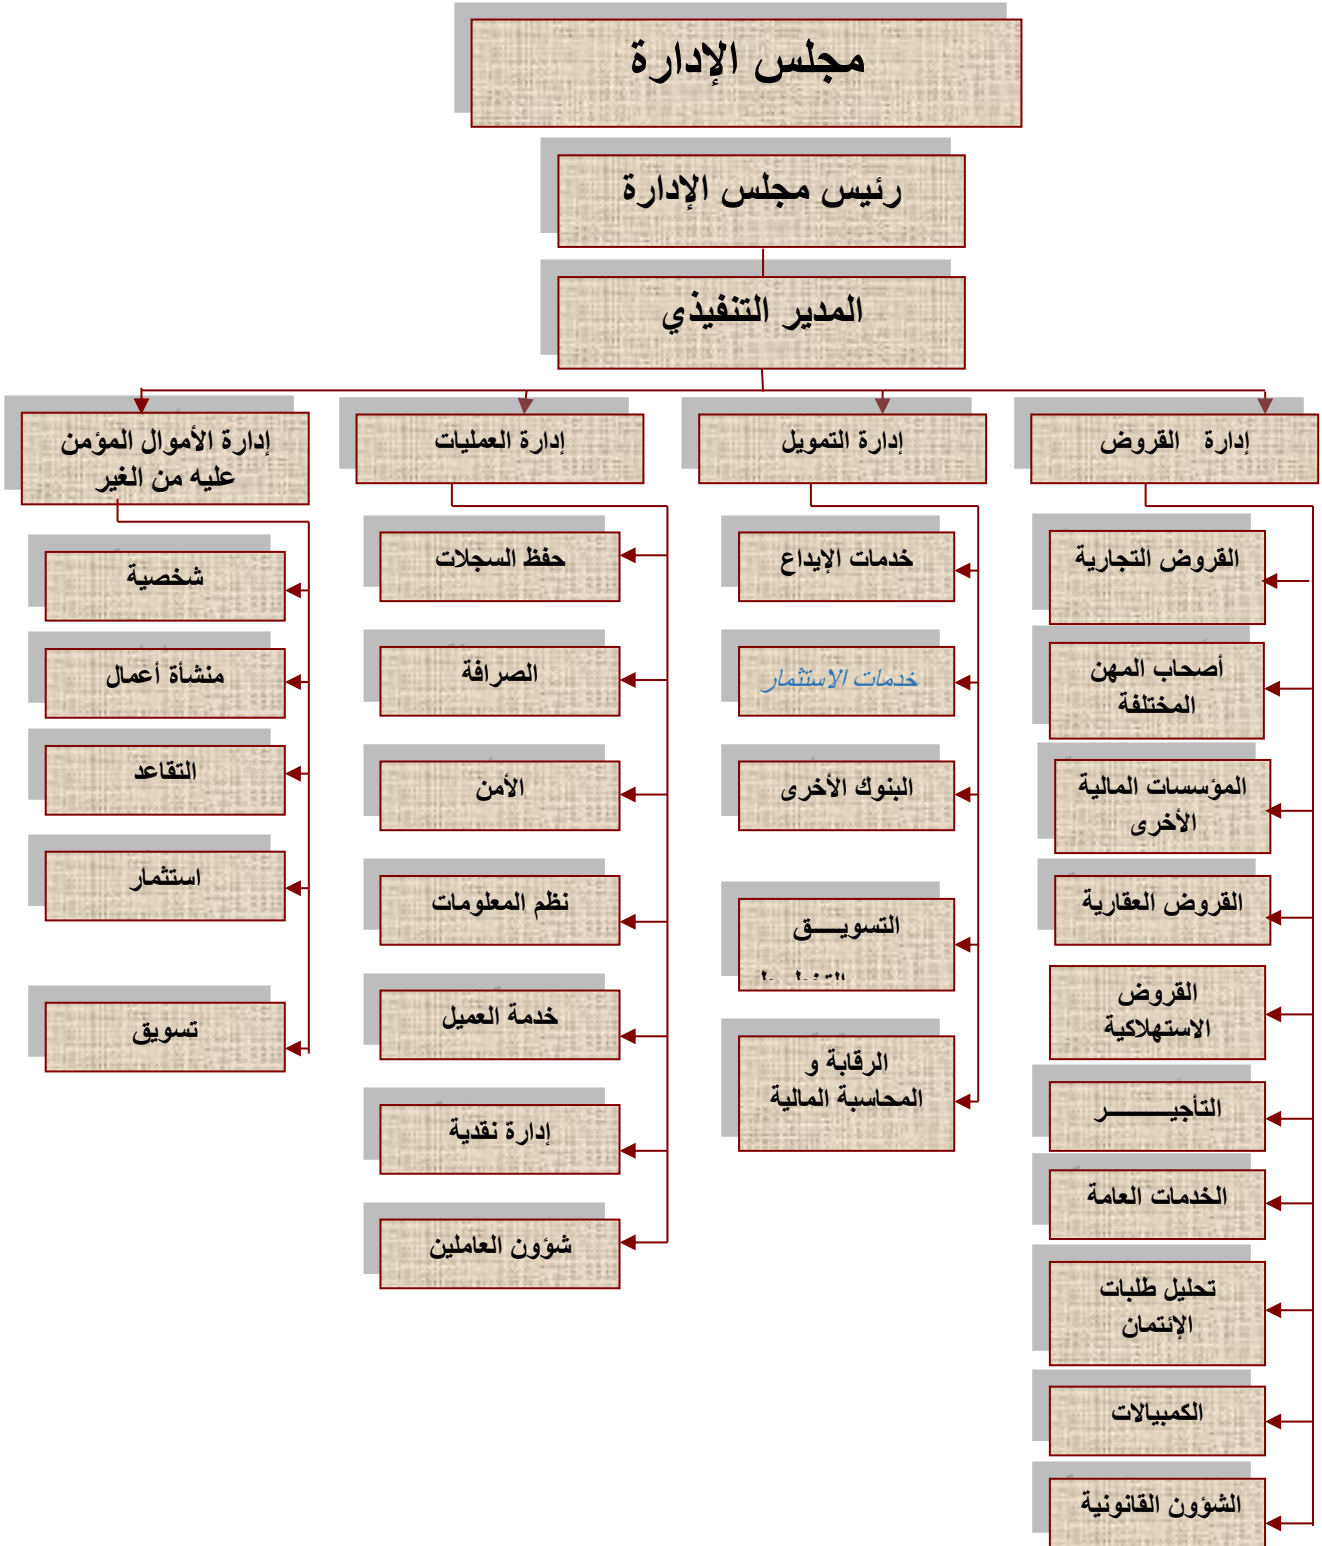 مجلس الإدارة
رئيس مجلس الإدارة
المدير التنفيذي
إدارة القروض
القروض التجارية
أصحاب المهن
المختلفة
المؤسسات المالية
الأخرى
القروض العقارية
القروض
الاستهلاكية
التأجيـــــــــر
الخدمات العامة
تحليل طلبات
الإئتمان
الكمبيالات
الشؤون القانونية
إدارة التمويل
خدمات الإيداع
خدمات الاستثمار
البنوك الأخرى
التسويـــــق
الرقابة و
المحاسبة المالية
إدارة العمليات
حفظ السجلات
الصرافة
الأمن
نظم المعلومات
خدمة العميل
إدارة نقدية
شؤون العاملين
إدارة الأموال المؤمن
عليه من الغير
شخصية
منشأة أعمال
التقاعد
استثمار
تسويق